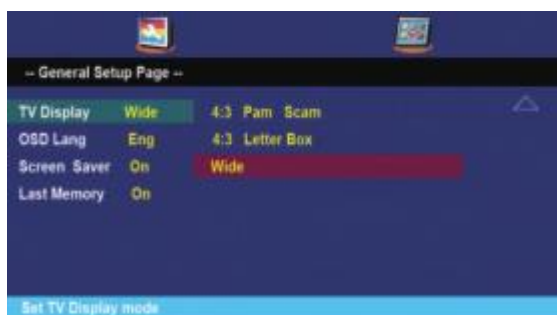 -- General Setup Page --
TV Display Wide 4:3 Pam Scam
OSD Lang Eng 4:3 Letter Box
Screen Saver On Wide
Last Memory On
Set TV Display mode